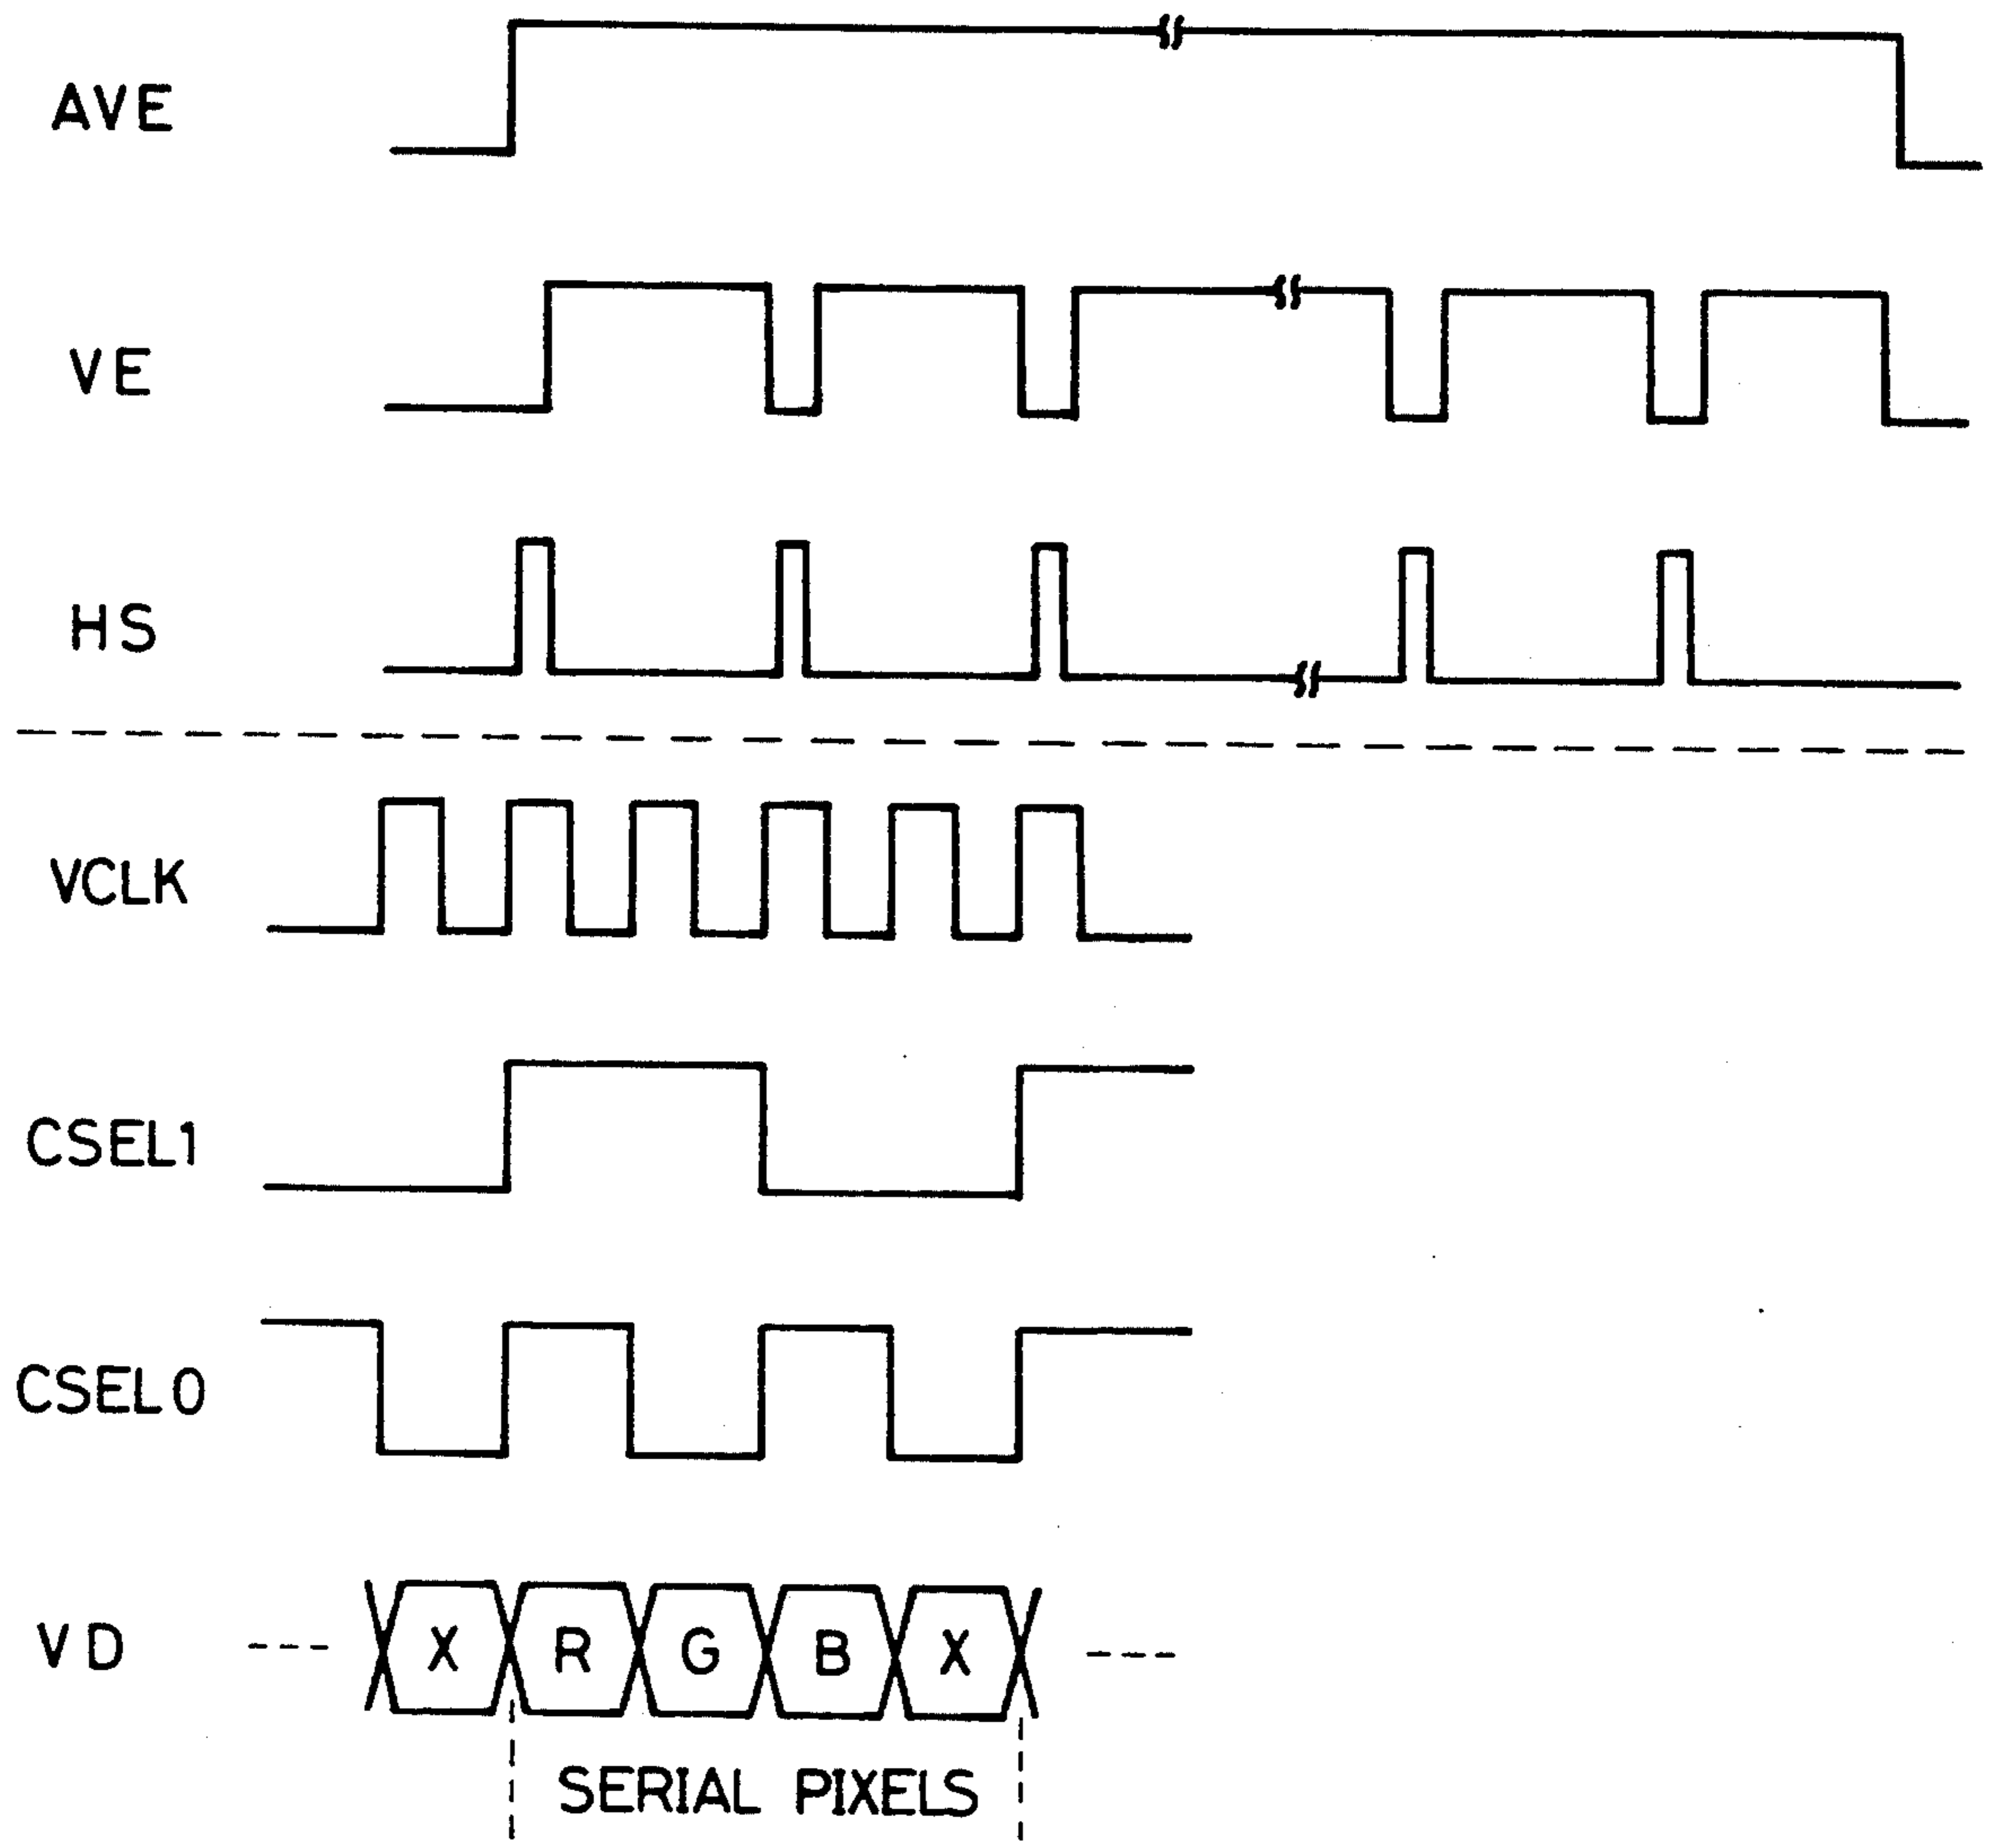 AVE
VE
HS
VCLK
CSEL1
CSEL0
VD --- X R G B X ---
SERIAL PIXELS